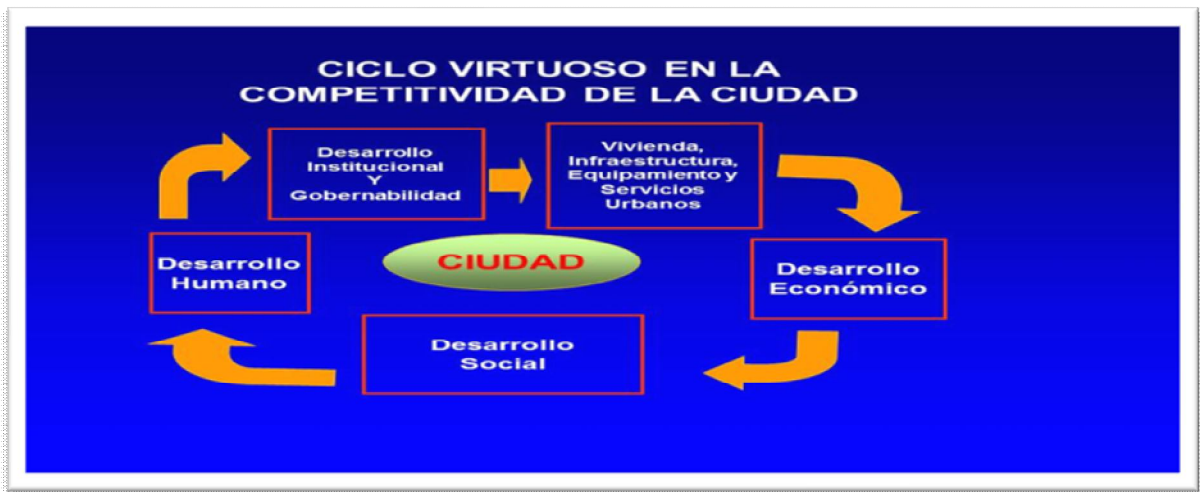 CICLO VIRTUOSO EN LA
COMPETITIVIDAD DE LA CIUDAD
Desarrollo
Institucional
Y
Gobernabilidad
Vivienda,
Infraestructura,
Equipamiento y
Servicios
Urbanos
Desarrollo
Humano
CIUDAD
Desarrollo
Económico
Desarrollo
Social